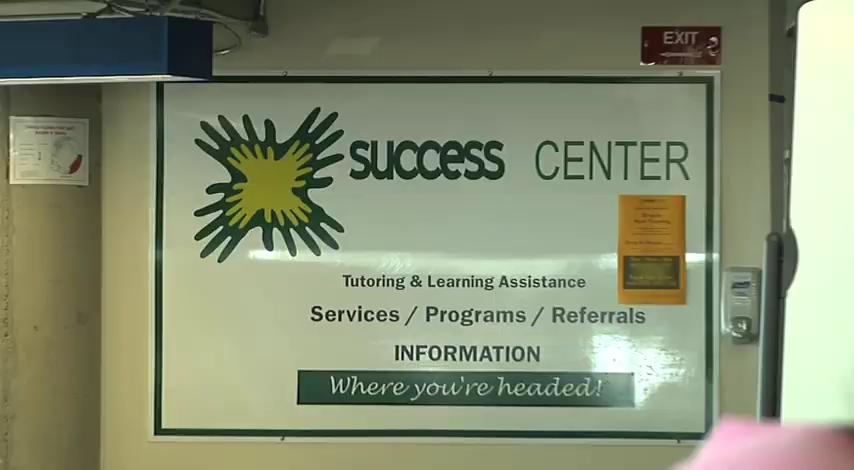 EXIT
success CENTER
Tutoring & Learning Assistance
Services / Programs / Referrals
INFORMATION
Where you're headed!